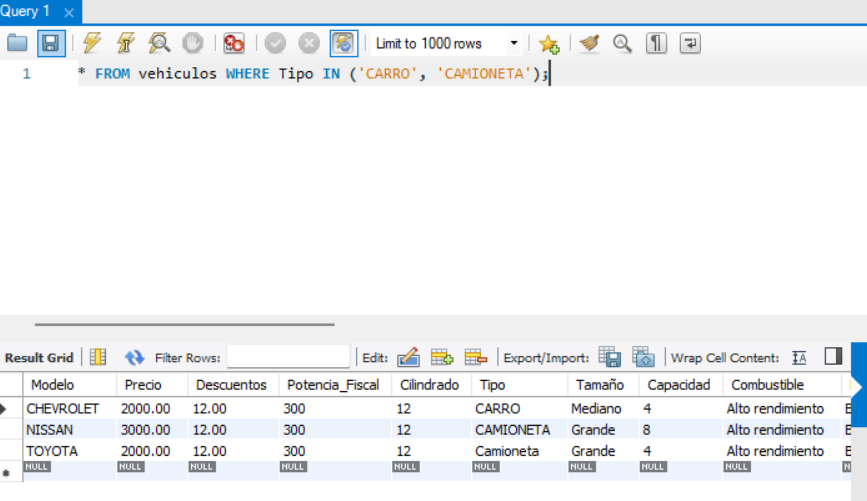 Query 1
Limit to 1000 rows
1 * FROM vehiculos WHERE Tipo IN ('CARRO', 'CAMIONETA');
Result Grid Filter Rows: Edit: Export/Import: Wrap Cell Content:
Modelo Precio Descuentos Potencia_Fiscal Cilindrado Tipo Tamaño Capacidad Combustible
CHEVROLET 2000.00 12.00 300 12 CARRO Mediano 4 Alto rendimiento
NISSAN 3000.00 12.00 300 12 CAMIONETA Grande 8 Alto rendimiento
TOYOTA 2000.00 12.00 300 12 Camioneta Grande 4 Alto rendimiento
NULL NULL NULL NULL NULL NULL NULL NULL NULL